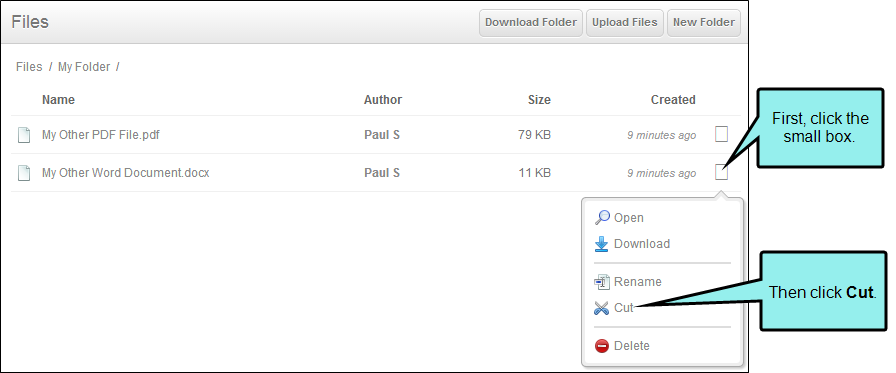 Files Download Folder Upload Files New Folder
Files / My Folder /
Name Author Size Created
My Other PDF File.pdf Paul S 79 KB 9 minutes ago
My Other Word Document.docx Paul S 11 KB 9 minutes ago
First, click the
small box.
Open
Download
Rename
Cut
Delete
Then click Cut.